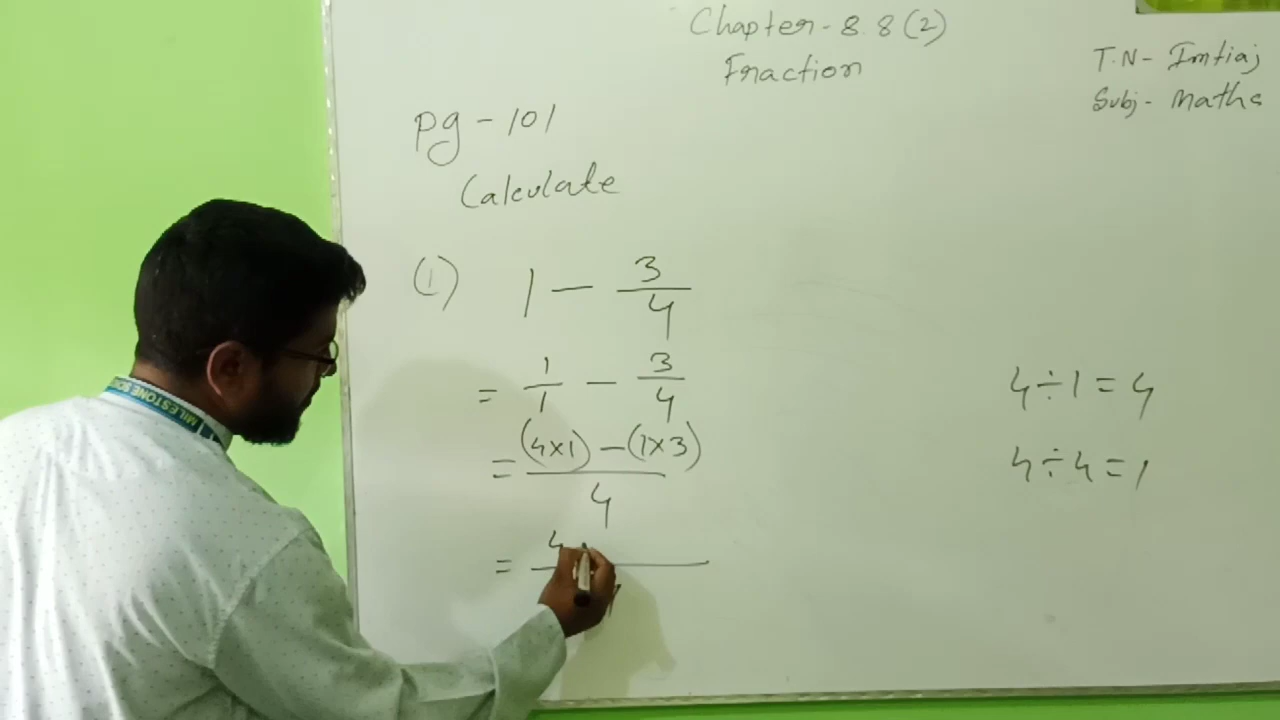 Chapter - 8.8 (2)
Fraction
T.N - Imtiaj
Subj - Maths
pg - 101
Calculate
(1) 1 - 3/4
= 1/1 - 3/4
= (4×1) - (1×3) / 4
= 4
4 ÷ 1 = 4
4 ÷ 4 = 1
MILESTONE